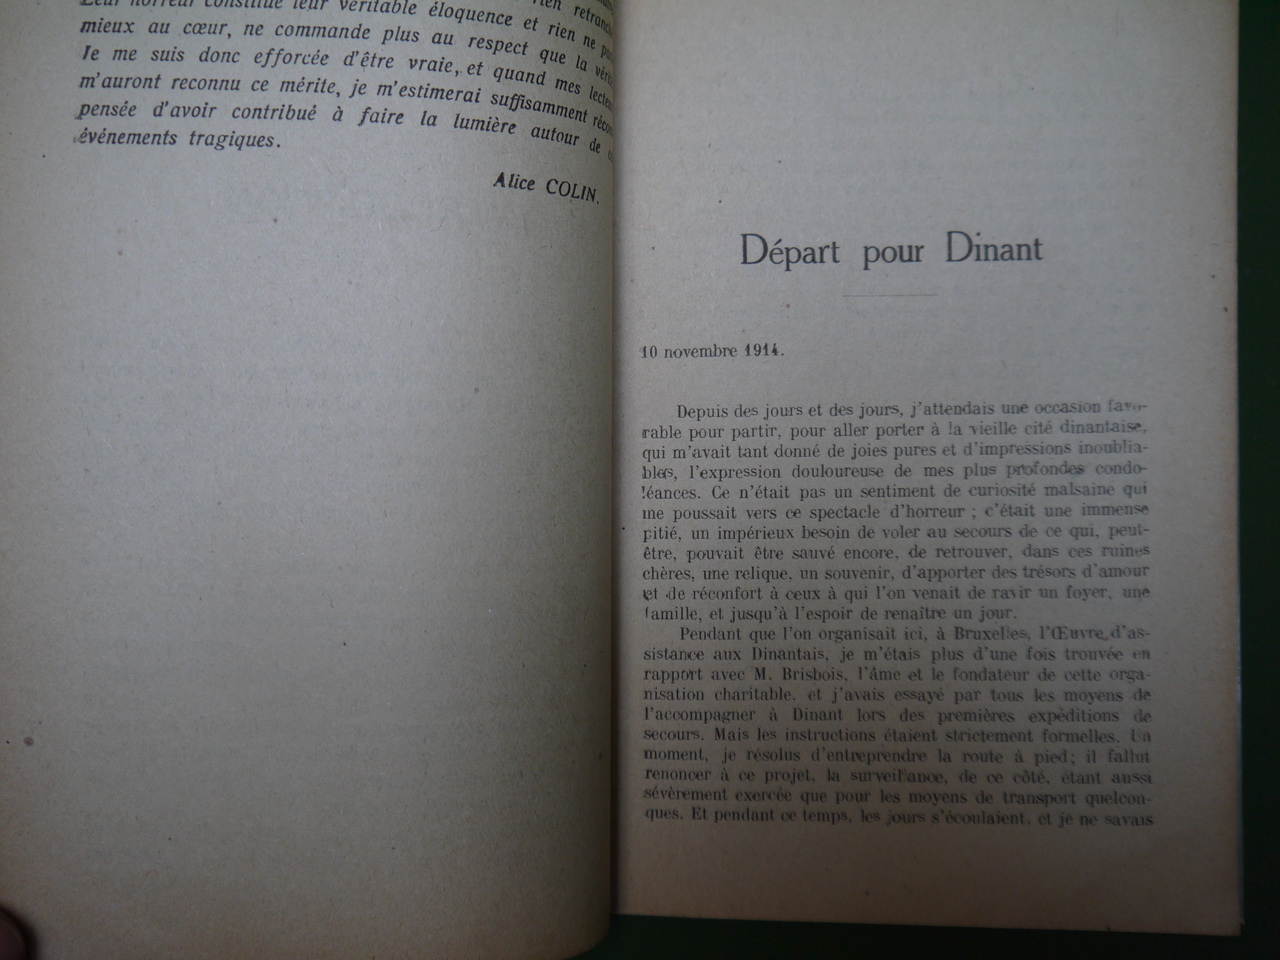 Leur horreur constitue leur véritable éloquence et rien ne
mieux au cœur, ne commande plus au respect que la
Je me suis donc efforcée d'être vraie, et quand mes
m'auront reconnu ce mérite, je m'estimerai suffisamment
pensée d'avoir contribué à faire la lumière autour de
événements tragiques.
Alice COLIN.
Départ pour Dinant
10 novembre 1914.
Depuis des jours et des jours, j'attendais une occasion favo-
rable pour partir, pour aller porter à la vieille cité dinantaise,
qui m'avait tant donné de joies pures et d'impressions inoublia-
bles, l'expression douloureuse de mes plus profondes condo-
léances. Ce n'était pas un sentiment de curiosité malsaine qui
me poussait vers ce spectacle d'horreur ; c'était une immense
pitié, un impérieux besoin de voler au secours de ce qui, peut-
être, pouvait être sauvé encore, de retrouver, dans ces ruines
chères, une relique, un souvenir, d'apporter des trésors d'amour
et de réconfort à ceux à qui l'on venait de ravir un foyer, une
famille, et jusqu'à l'espoir de renaître un jour.
Pendant que l'on organisait ici, à Bruxelles, l'Œuvre d'as-
sistance aux Dinantais, je m'étais plus d'une fois trouvée en
rapport avec M. Brisbois, l'âme et le fondateur de cette orga-
nisation charitable, et j'avais essayé par tous les moyens de
l'accompagner à Dinant lors des premières expéditions de
secours. Mais les instructions étaient strictement formelles. Un
moment, je résolus d'entreprendre la route à pied; il fallut
renoncer à ce projet, la surveillance, de ce côté, étant aussi
sévèrement exercée que pour les moyens de transport quelcon-
ques. Et pendant ce temps, les jours s'écoulaient, et je ne savais